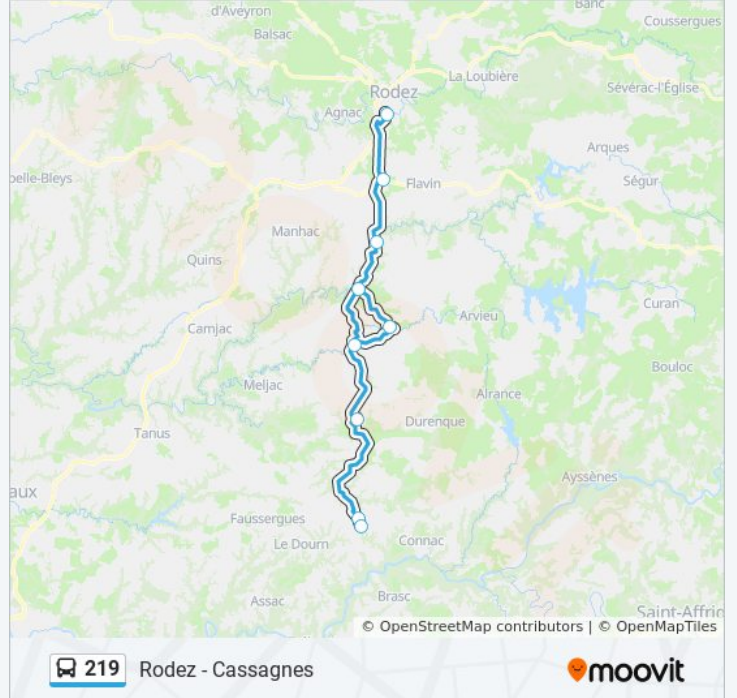 d'Aveyron
Banc
Coussergues
Balsac
La Loubière
Rodez
Sévérac-l'Église
Agnac
Arques
pelle-Bleys
Flavin
Ségur
Manhac
Quins
Curan
Arvieu
Camjac
Bouloc
Meljac
Alrance
Durenque
Tanus
Ayssènes
aux
Faussergues
Connac
Le Dourn
Brasc
Assac
Saint-Affric
© OpenStreetMap contributors | © OpenMapTiles
219 Rodez - Cassagnes
moovit